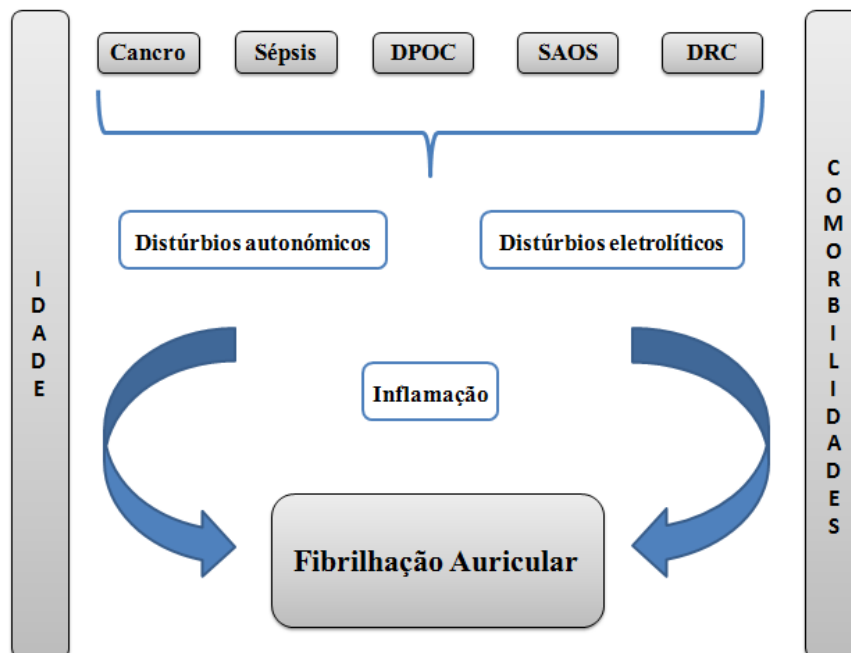 Cancro
Sépsis
DPOC
SAOS
DRC
IDADE
COMORBILIDADES
Distúrbios autonómicos
Distúrbios eletrolíticos
Inflamação
Fibrilhação Auricular